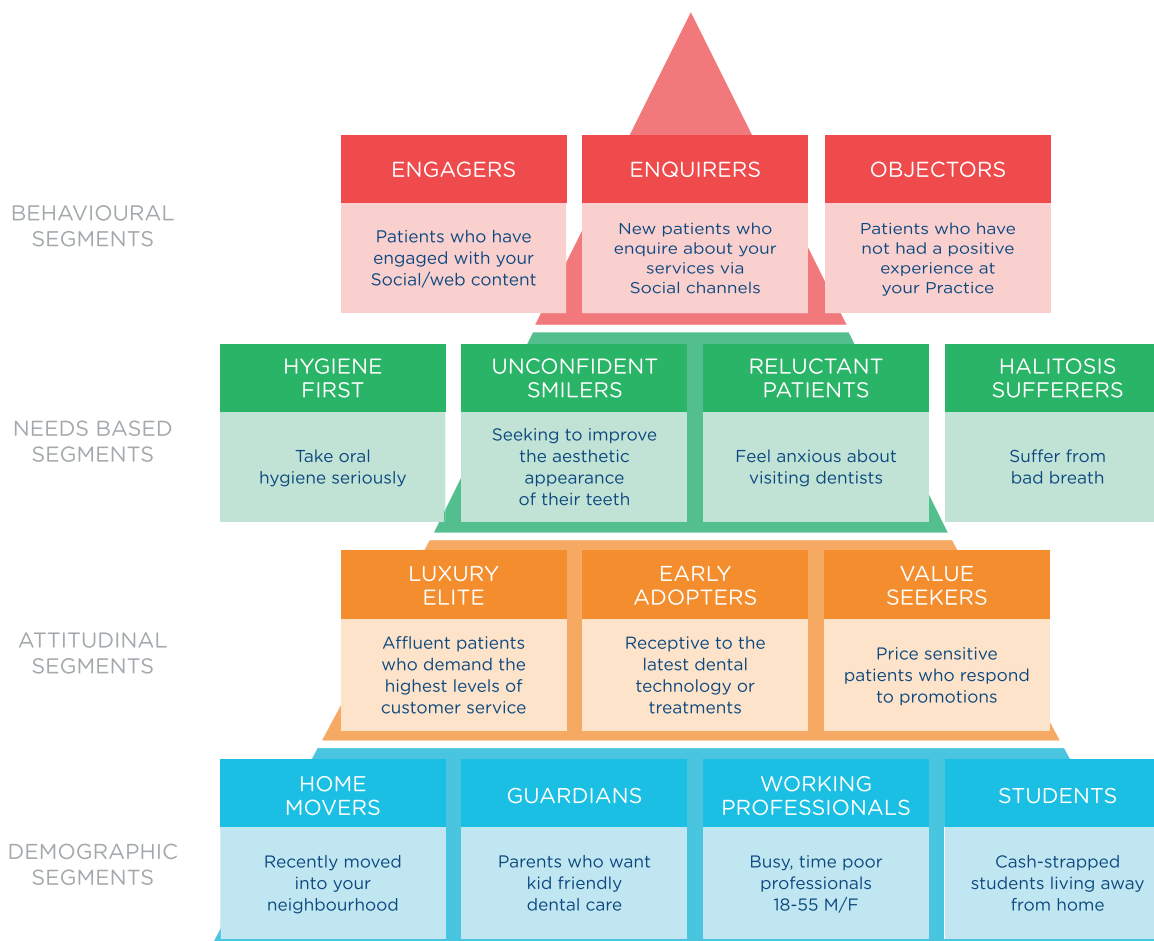 BEHAVIOURAL
SEGMENTS
ENGAGERS
Patients who have
engaged with your
Social/web content
ENQUIRERS
New patients who
enquire about your
services via
Social channels
OBJECTORS
Patients who have
not had a positive
experience at
your Practice
NEEDS BASED
SEGMENTS
HYGIENE
FIRST
Take oral
hygiene seriously
UNCONFIDENT
SMILERS
Seeking to improve
the aesthetic
appearance
of their teeth
RELUCTANT
PATIENTS
Feel anxious about
visiting dentists
HALITOSIS
SUFFERERS
Suffer from
bad breath
ATTITUDINAL
SEGMENTS
LUXURY
ELITE
Affluent patients
who demand the
highest levels of
customer service
EARLY
ADOPTERS
Receptive to the
latest dental
technology or
treatments
VALUE
SEEKERS
Price sensitive
patients who respond
to promotions
DEMOGRAPHIC
SEGMENTS
HOME
MOVERS
Recently moved
into your
neighbourhood
GUARDIANS
Parents who want
kid friendly
dental care
WORKING
PROFESSIONALS
Busy, time poor
professionals
18-55 M/F
STUDENTS
Cash-strapped
students living away
from home